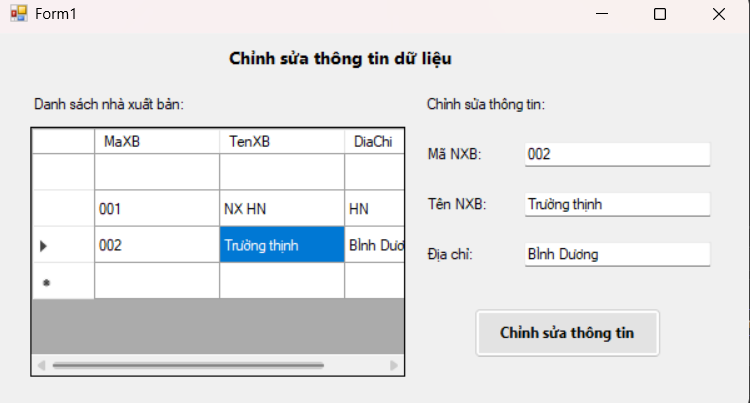 Form1
Chỉnh sửa thông tin dữ liệu
Danh sách nhà xuất bản:
MaXB TenXB DiaChi
001 NX HN HN
002 Trường thịnh BÌnh Dươ
Chỉnh sửa thông tin:
Mã NXB: 002
Tên NXB: Trường thịnh
Địa chỉ: BÌnh Dương
Chỉnh sửa thông tin